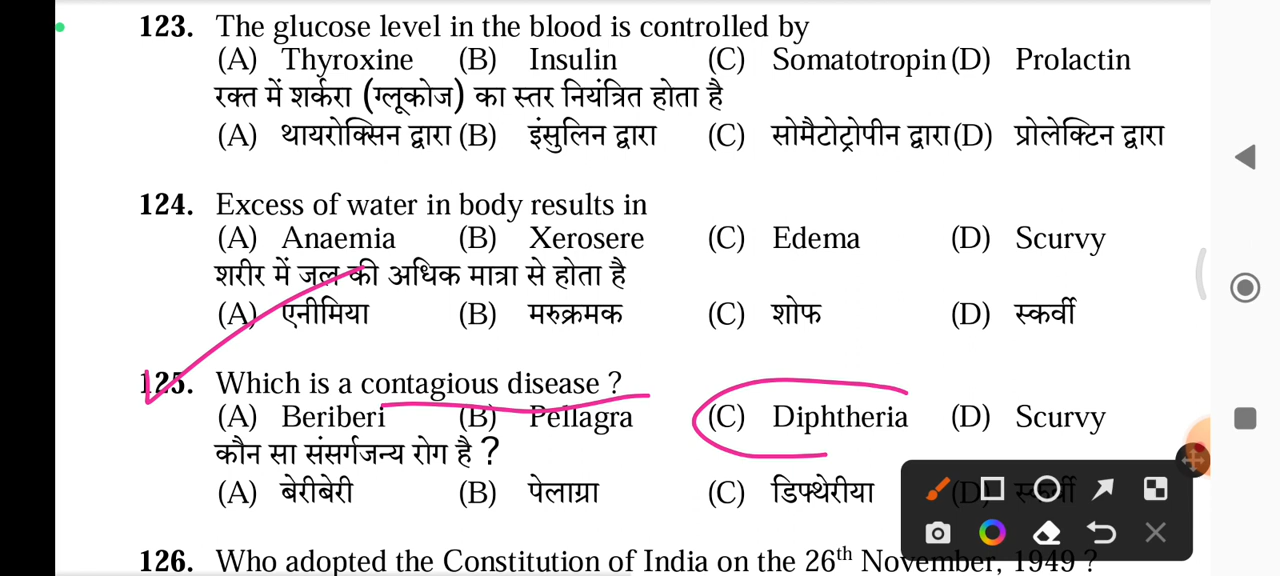 123. The glucose level in the blood is controlled by
(A) Thyroxine (B) Insulin (C) Somatotropin (D) Prolactin
रक्त में शर्करा (ग्लूकोज) का स्तर नियंत्रित होता है
(A) थायरोक्सिन द्वारा (B) इंसुलिन द्वारा (C) सोमैटोट्रोपीन द्वारा (D) प्रोलेक्टिन द्वारा
124. Excess of water in body results in
(A) Anaemia (B) Xerosere (C) Edema (D) Scurvy
शरीर में जल की अधिक मात्रा से होता है
(A) एनीमिया (B) मरुक्रमक (C) शोफ (D) स्कर्वी
125. Which is a contagious disease ?
(A) Beriberi (B) Pellagra (C) Diphtheria (D) Scurvy
कौन सा संसर्गजन्य रोग है ?
(A) बेरीबेरी (B) पेलाग्रा (C) डिफ्थेरीया (D) स्कर्वी
126. Who adopted the Constitution of India on the 26th November, 1949 ?